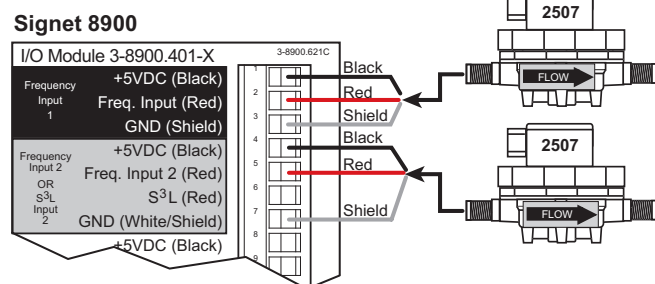 Signet 8900
I/O Module 3-8900.401-X
3-8900.621C
Frequency
Input
1
+5VDC (Black)
Freq. Input (Red)
GND (Shield)
Frequency
Input 2
OR
S3L
Input
2
+5VDC (Black)
Freq. Input 2 (Red)
S3L (Red)
GND (White/Shield)
+5VDC (Black)
1
2
3
4
5
6
7
8
9
Black
Red
Shield
Black
Red
Shield
2507
FLOW
2507
FLOW